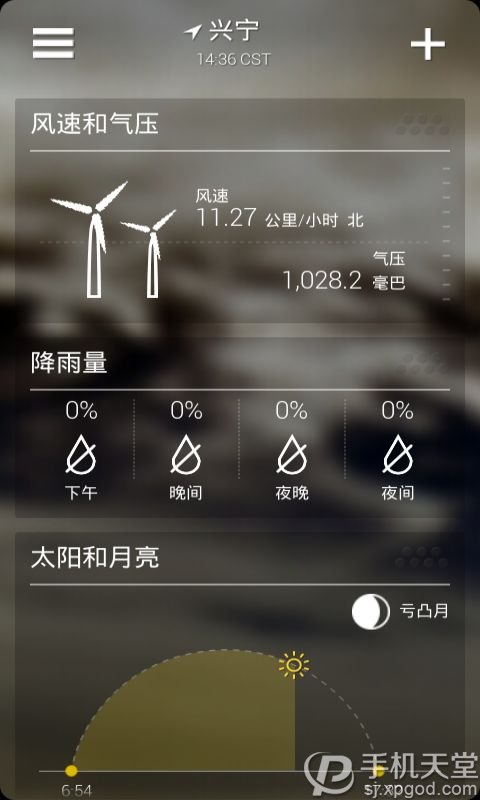 兴宁
14:36 CST
风速和气压
风速
11.27 公里/小时 北
气压
1,028.2 毫巴
降雨量
0% 0% 0% 0%
下午 晚间 夜晚 夜间
太阳和月亮
亏凸月
6:54
手机天堂
sj.xpgod.com